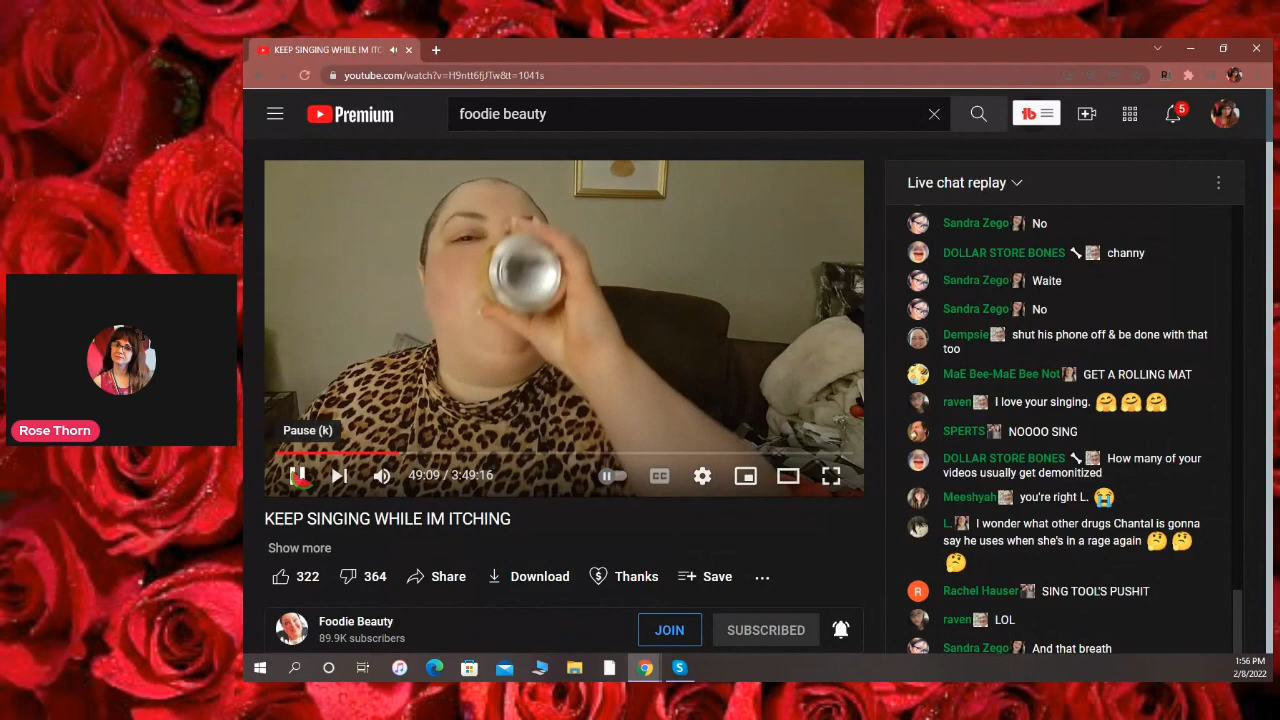 KEEP SINGING WHILE IM ITC
youtube.com/watch?v=H9ntt6fjJTw&t=1041s
Premium
foodie beauty
5
Live chat replay
Sandra Zego No
DOLLAR STORE BONES channy
Sandra Zego Waite
Sandra Zego No
Dempsie shut his phone off & be done with that
too
MaE Bee-MaE Bee Not GET A ROLLING MAT
raven I love your singing. 🤗🤗🤗
SPERTS NOOOO SING
DOLLAR STORE BONES How many of your
videos usually get demonitized
Meeshyah you're right L. 😭
L. I wonder what other drugs Chantal is gonna
say he uses when she's in a rage again 🤔 🤔
🤔
Rachel Hauser SING TOOL'S PUSHIT
raven LOL
Sandra Zego And that breath
Rose Thorn
Pause (k)
49:09 / 3:49:16
CC
KEEP SINGING WHILE IM ITCHING
Show more
322 364 Share Download Thanks Save ...
Foodie Beauty
89.9K subscribers
JOIN SUBSCRIBED
1:56 PM
2/8/2022